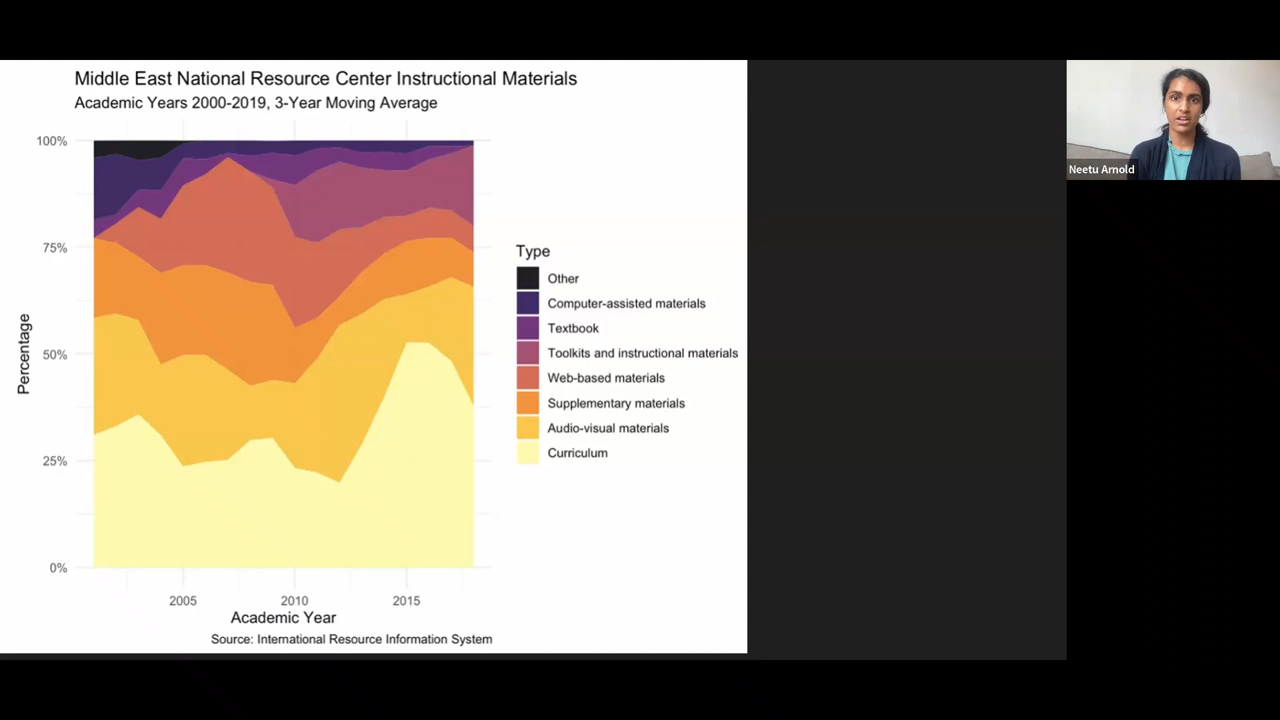 Middle East National Resource Center Instructional Materials
Academic Years 2000-2019, 3-Year Moving Average
100%
75%
50%
25%
0%
Percentage
2005
2010
2015
Academic Year
Source: International Resource Information System
Type
Other
Computer-assisted materials
Textbook
Toolkits and instructional materials
Web-based materials
Supplementary materials
Audio-visual materials
Curriculum
Neetu Arnold